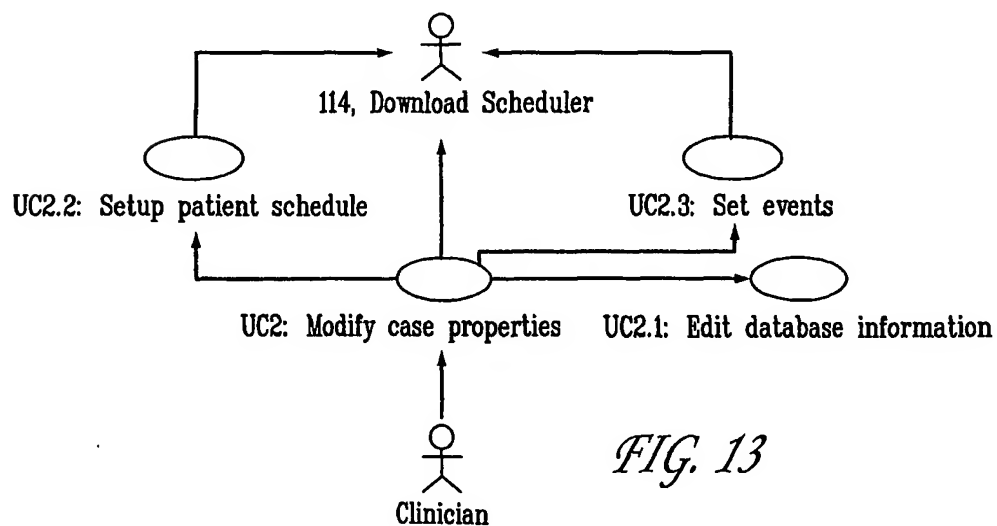 114, Download Scheduler
UC2.2: Setup patient schedule
UC2.3: Set events
UC2: Modify case properties
UC2.1: Edit database information
Clinician
FIG. 13